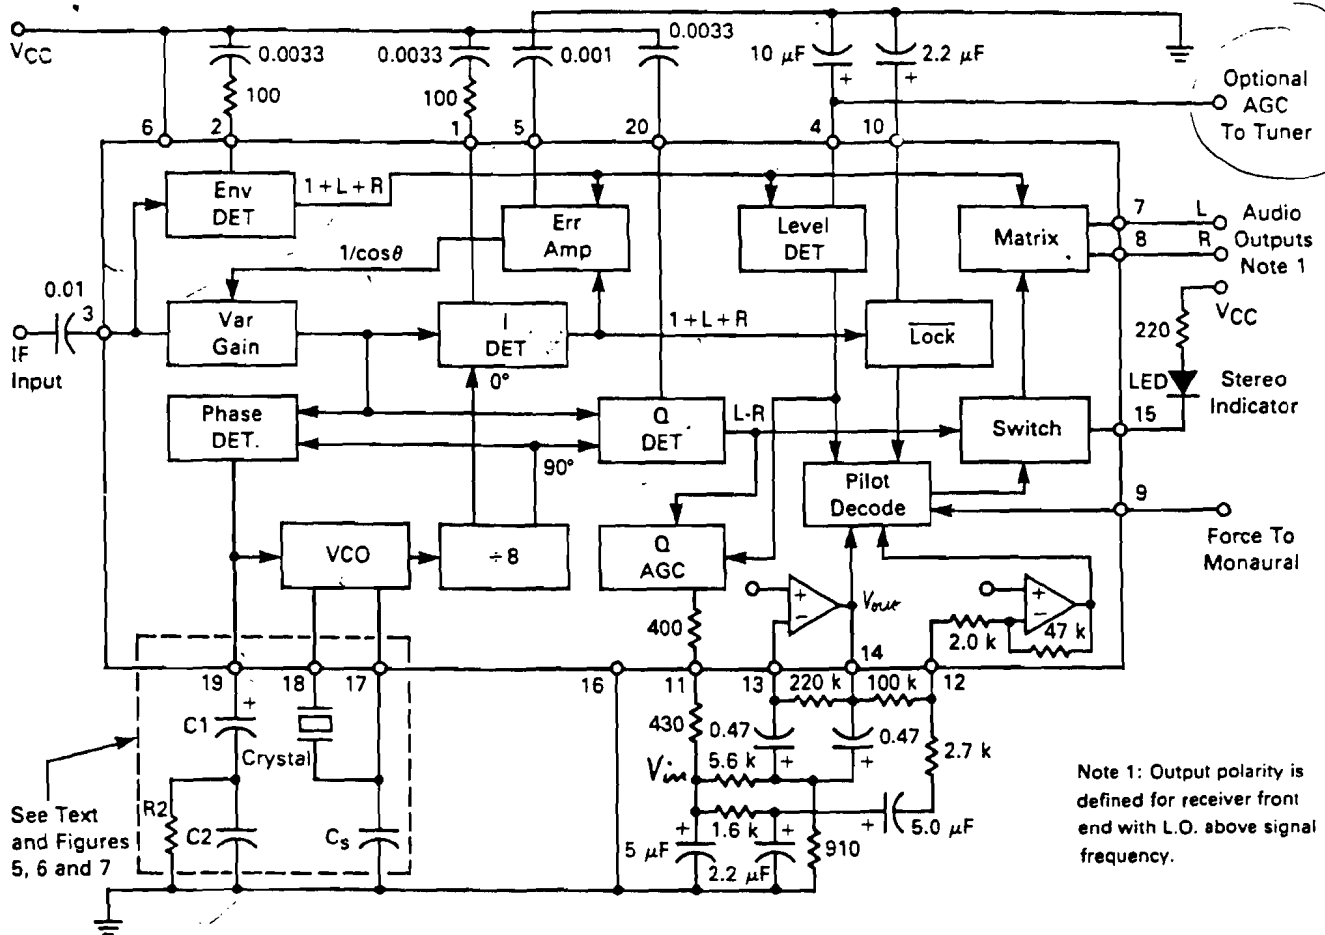 VCC
0.0033
0.0033
0.001
0.0033
10 μF
2.2 μF
+
+
100
100
Optional
AGC
To Tuner
6
2
1
5
20
4
10
Env
DET
1+L+R
Err
Amp
Level
DET
Matrix
7
L
8
R
Audio
Outputs
Note 1
1/cosθ
0.01
3
IF
Input
Var
Gain
I
DET
0°
1+L+R
Lock
VCC
220
LED
Stereo
Indicator
Phase
DET.
Q
DET
L-R
90°
Switch
15
Pilot
Decode
9
Force To
Monaural
VCO
÷8
Q
AGC
400
+
−
Vout
+
−
2.0 k
47 k
19
18
17
16
11
13
14
12
220 k
100 k
+
C1
Crystal
430
0.47
+
0.47
+
2.7 k
Vin
5.6 k
R2
C2
Cs
1.6 k
+
5 μF
+
2.2 μF
910
+
5.0 μF
See Text
and Figures
5, 6 and 7
Note 1: Output polarity is
defined for receiver front
end with L.O. above signal
frequency.